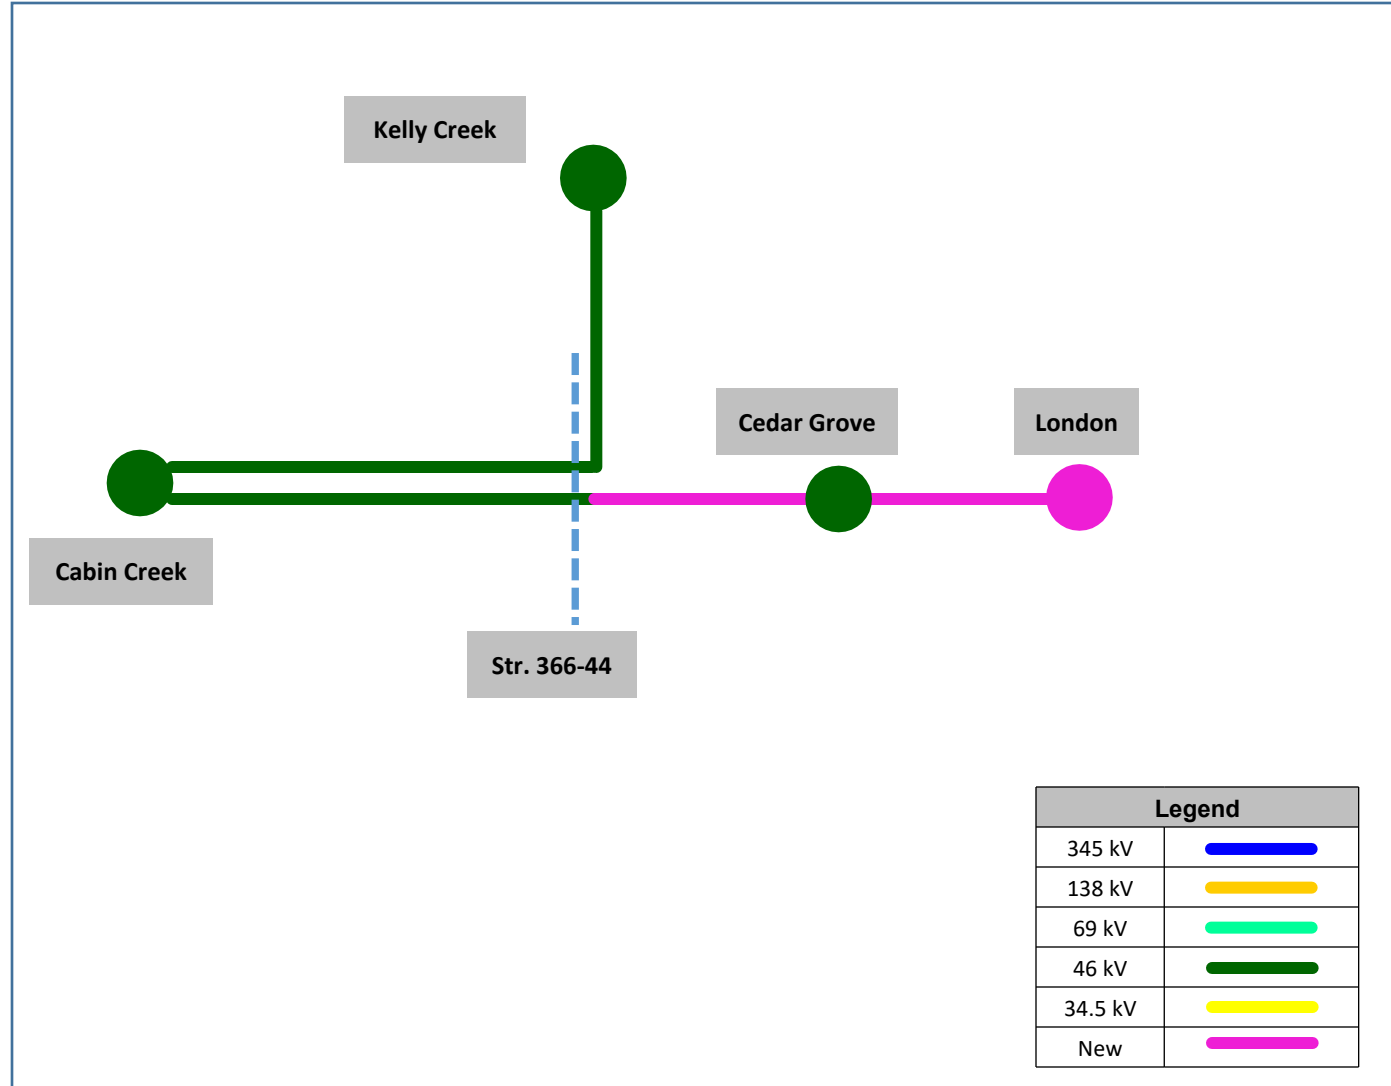 Kelly Creek
Cedar Grove
London
Cabin Creek
Str. 366-44
Legend
345 kV
138 kV
69 kV
46 kV
34.5 kV
New